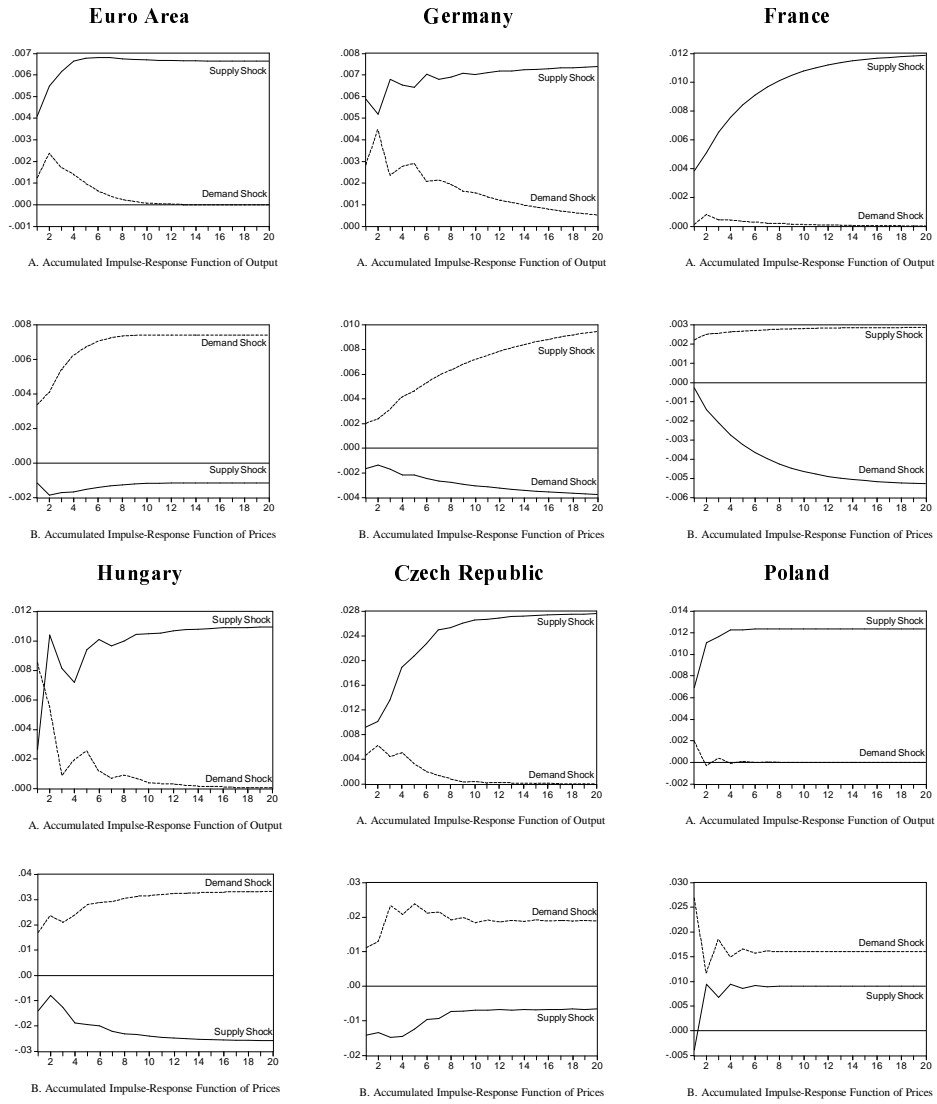 Euro Area
Germany
France
.007
.006
.005
.004
.003
.002
.001
.000
-.001
2 4 6 8 10 12 14 16 18 20
Supply Shock
Demand Shock
A. Accumulated Impulse-Response Function of Output
.008
.007
.006
.005
.004
.003
.002
.001
.000
2 4 6 8 10 12 14 16 18 20
Supply Shock
Demand Shock
A. Accumulated Impulse-Response Function of Output
.012
.010
.008
.006
.004
.002
.000
2 4 6 8 10 12 14 16 18 20
Supply Shock
Demand Shock
A. Accumulated Impulse-Response Function of Output
.008
.006
.004
.000
-.002
2 4 6 8 10 12 14 16 18 20
Demand Shock
Supply Shock
B. Accumulated Impulse-Response Function of Prices
.010
.008
.006
.004
.002
.000
-.002
-.004
2 4 6 8 10 12 14 16 18 20
Supply Shock
Demand Shock
B. Accumulated Impulse-Response Function of Prices
.003
.002
.000
-.001
-.003
-.004
-.005
-.006
2 4 6 8 10 12 14 16 18 20
Supply Shock
Demand Shock
B. Accumulated Impulse-Response Function of Prices
Hungary
Czech Republic
Poland
.012
.010
.008
.006
.004
.002
.000
2 4 6 8 10 12 14 16 18 20
Supply Shock
Demand Shock
A. Accumulated Impulse-Response Function of Output
.028
.020
.016
.012
.008
.004
.000
2 4 6 8 10 12 14 16 18 20
Supply Shock
Demand Shock
A. Accumulated Impulse-Response Function of Output
.014
.012
.010
.008
.006
.004
.002
.000
-.002
2 4 6 8 10 12 14 16 18 20
Supply Shock
Demand Shock
A. Accumulated Impulse-Response Function of Output
.04
.03
.02
.01
.00
-.01
-.02
-.03
2 4 6 8 10 12 14 16 18 20
Demand Shock
Supply Shock
B. Accumulated Impulse-Response Function of Prices
.03
.02
.01
.00
-.01
-.02
2 4 6 8 10 12 14 16 18 20
Demand Shock
Supply Shock
B. Accumulated Impulse-Response Function of Prices
.030
.025
.020
.015
.010
.005
.000
-.005
2 4 6 8 10 12 14 16 18 20
Demand Shock
Supply Shock
B. Accumulated Impulse-Response Function of Prices